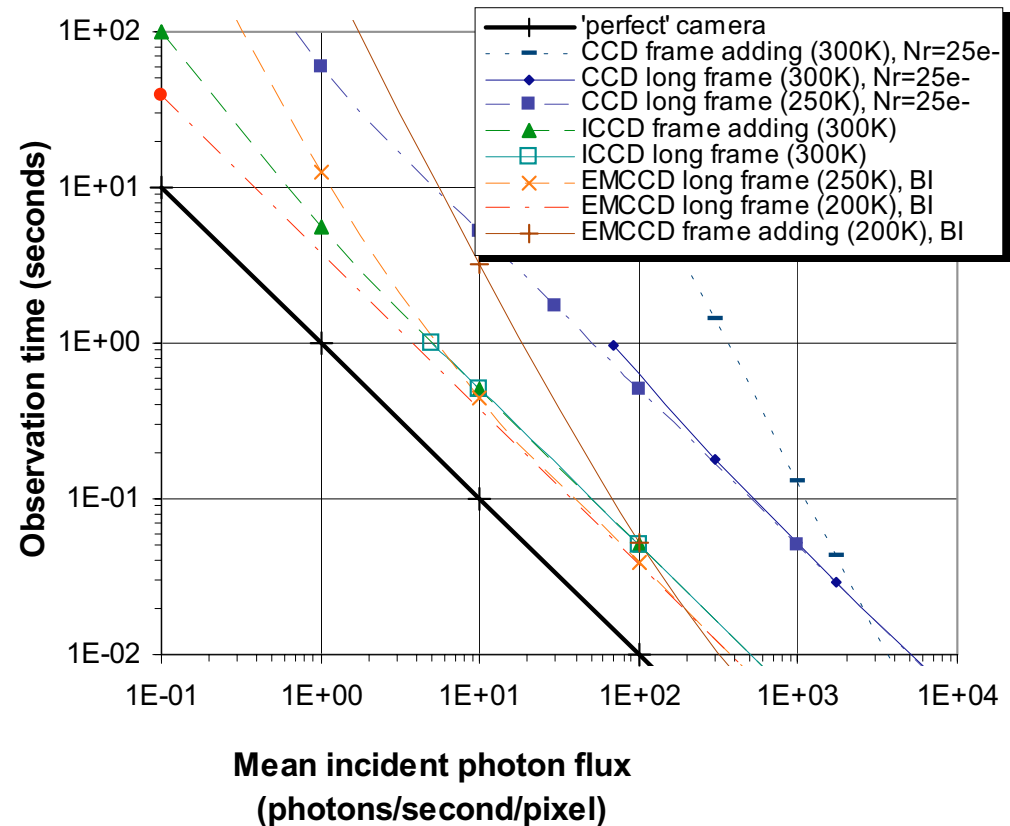 'perfect' camera
CCD frame adding (300K), Nr=25e-
CCD long frame (300K), Nr=25e-
CCD long frame (250K), Nr=25e-
ICCD frame adding (300K)
ICCD long frame (300K)
EMCCD long frame (250K), BI
EMCCD long frame (200K), BI
EMCCD frame adding (200K), BI
Observation time (seconds)
1E+02
1E+01
1E+00
1E-01
1E-02
1E-01
1E+00
1E+01
1E+02
1E+03
1E+04
Mean incident photon flux
(photons/second/pixel)